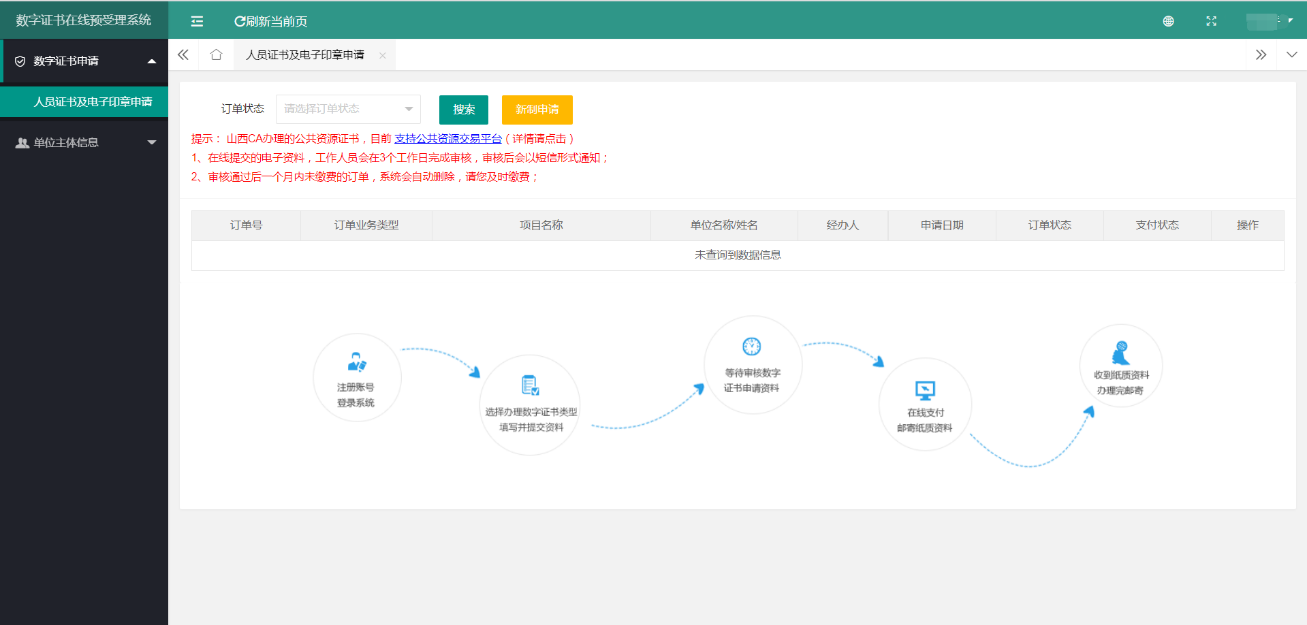 数字证书在线预受理系统
刷新当前页
数字证书申请
人员证书及电子印章申请
单位主体信息
人员证书及电子印章申请
订单状态 请选择订单状态 搜索 新制申请
提示： 山西CA办理的公共资源证书，目前 支持公共资源交易平台 ( 详情请点击 )
1、在线提交的电子资料，工作人员会在3个工作日完成审核，审核后会以短信形式通知；
2、审核通过后一个月内未缴费的订单，系统会自动删除，请您及时缴费；
订单号 订单业务类型 项目名称 单位名称/姓名 经办人 申请日期 订单状态 支付状态 操作
未查询到数据信息
注册账号
登录系统
选择办理数字证书类型
填写并提交资料
等待审核数字
证书申请资料
在线支付
邮寄纸质资料
收到纸质资料
办理完邮寄